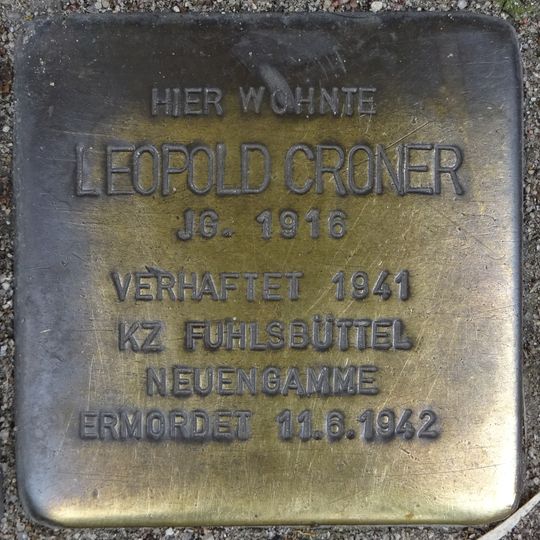 HIER WOHNTE
LEOPOLD CRONER
JG. 1916
VERHAFTET 1941
KZ FUHLSBÜTTEL
NEUENGAMME
ERMORDET 11.6.1942